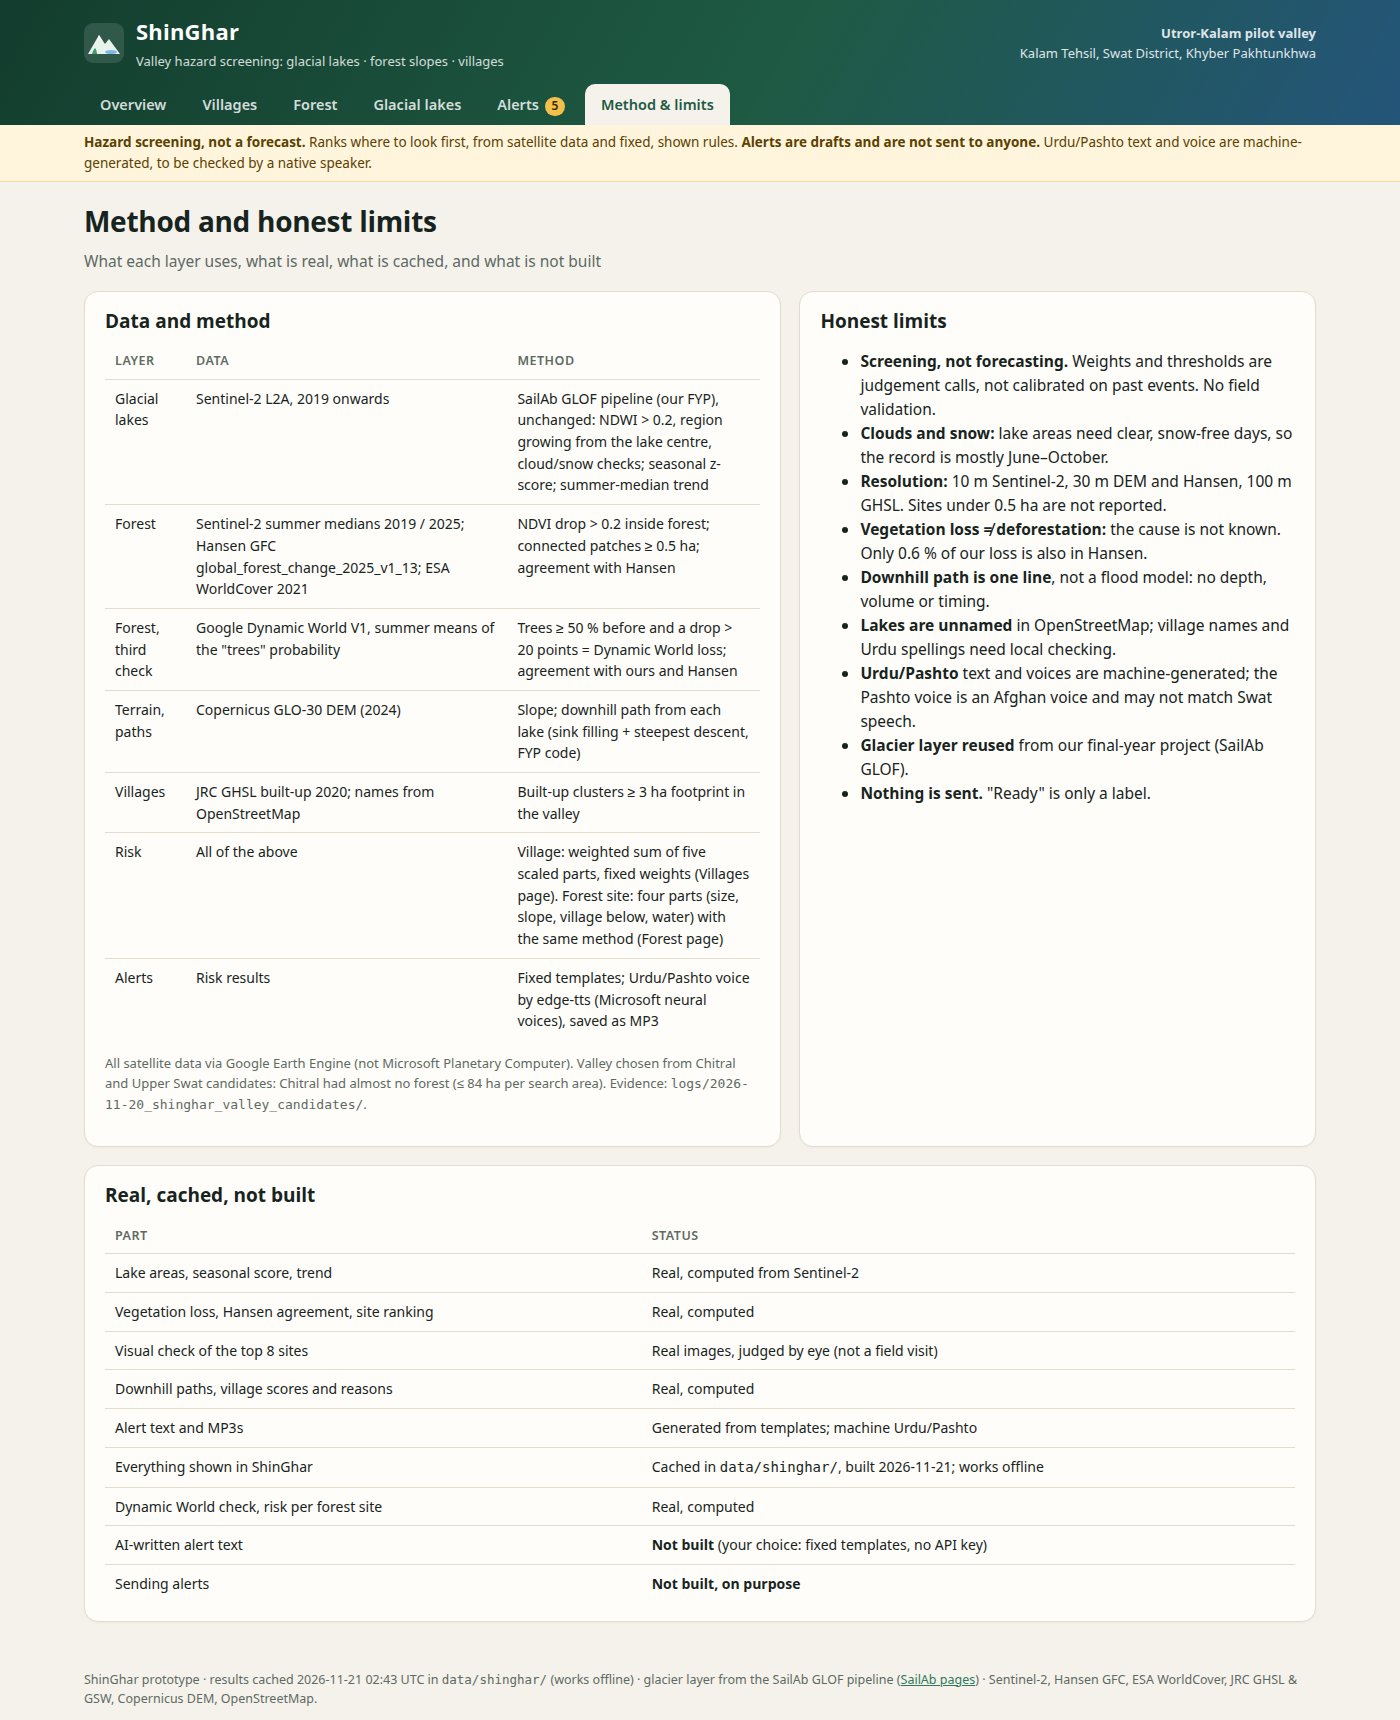 ShinGhar
Valley hazard screening: glacial lakes · forest slopes · villages
Utror-Kalam pilot valley
Kalam Tehsil, Swat District, Khyber Pakhtunkhwa
Overview Villages Forest Glacial lakes Alerts 5 Method & limits
Hazard screening, not a forecast. Ranks where to look first, from satellite data and fixed, shown rules. Alerts are drafts and are not sent to anyone. Urdu/Pashto text and voice are machine-
generated, to be checked by a native speaker.
Method and honest limits
What each layer uses, what is real, what is cached, and what is not built
Data and method
LAYER DATA METHOD
Glacial Sentinel-2 L2A, 2019 onwards SailAb GLOF pipeline (our FYP),
lakes unchanged: NDWI > 0.2, region
growing from the lake centre,
cloud/snow checks; seasonal z-
score; summer-median trend
Forest Sentinel-2 summer medians 2019 / 2025; NDVI drop > 0.2 inside forest;
Hansen GFC connected patches ≥ 0.5 ha;
global_forest_change_2025_v1_13; ESA agreement with Hansen
WorldCover 2021
Forest, Google Dynamic World V1, summer means of Trees ≥ 50 % before and a drop >
third the "trees" probability 20 points = Dynamic World loss;
check agreement with ours and Hansen
Terrain, Copernicus GLO-30 DEM (2024) Slope; downhill path from each
paths lake (sink filling + steepest descent,
FYP code)
Villages JRC GHSL built-up 2020; names from Built-up clusters ≥ 3 ha footprint in
OpenStreetMap the valley
Risk All of the above Village: weighted sum of five
scaled parts, fixed weights (Villages
page). Forest site: four parts (size,
slope, village below, water) with
the same method (Forest page)
Alerts Risk results Fixed templates; Urdu/Pashto voice
by edge-tts (Microsoft neural
voices), saved as MP3
All satellite data via Google Earth Engine (not Microsoft Planetary Computer). Valley chosen from Chitral
and Upper Swat candidates: Chitral had almost no forest (≤ 84 ha per search area). Evidence: logs/2026-
11-20_shinghar_valley_candidates/.
Honest limits
• Screening, not forecasting. Weights and thresholds are
judgement calls, not calibrated on past events. No field
validation.
• Clouds and snow: lake areas need clear, snow-free days, so
the record is mostly June–October.
• Resolution: 10 m Sentinel-2, 30 m DEM and Hansen, 100 m
GHSL. Sites under 0.5 ha are not reported.
• Vegetation loss ≠ deforestation: the cause is not known.
Only 0.6 % of our loss is also in Hansen.
• Downhill path is one line, not a flood model: no depth,
volume or timing.
• Lakes are unnamed in OpenStreetMap; village names and
Urdu spellings need local checking.
• Urdu/Pashto text and voices are machine-generated; the
Pashto voice is an Afghan voice and may not match Swat
speech.
• Glacier layer reused from our final-year project (SailAb
GLOF).
• Nothing is sent. "Ready" is only a label.
Real, cached, not built
PART STATUS
Lake areas, seasonal score, trend Real, computed from Sentinel-2
Vegetation loss, Hansen agreement, site ranking Real, computed
Visual check of the top 8 sites Real images, judged by eye (not a field visit)
Downhill paths, village scores and reasons Real, computed
Alert text and MP3s Generated from templates; machine Urdu/Pashto
Everything shown in ShinGhar Cached in data/shinghar/, built 2026-11-21; works offline
Dynamic World check, risk per forest site Real, computed
AI-written alert text Not built (your choice: fixed templates, no API key)
Sending alerts Not built, on purpose
ShinGhar prototype · results cached 2026-11-21 02:43 UTC in data/shinghar/ (works offline) · glacier layer from the SailAb GLOF pipeline (SailAb pages) · Sentinel-2, Hansen GFC, ESA WorldCover, JRC GHSL &
GSW, Copernicus DEM, OpenStreetMap.